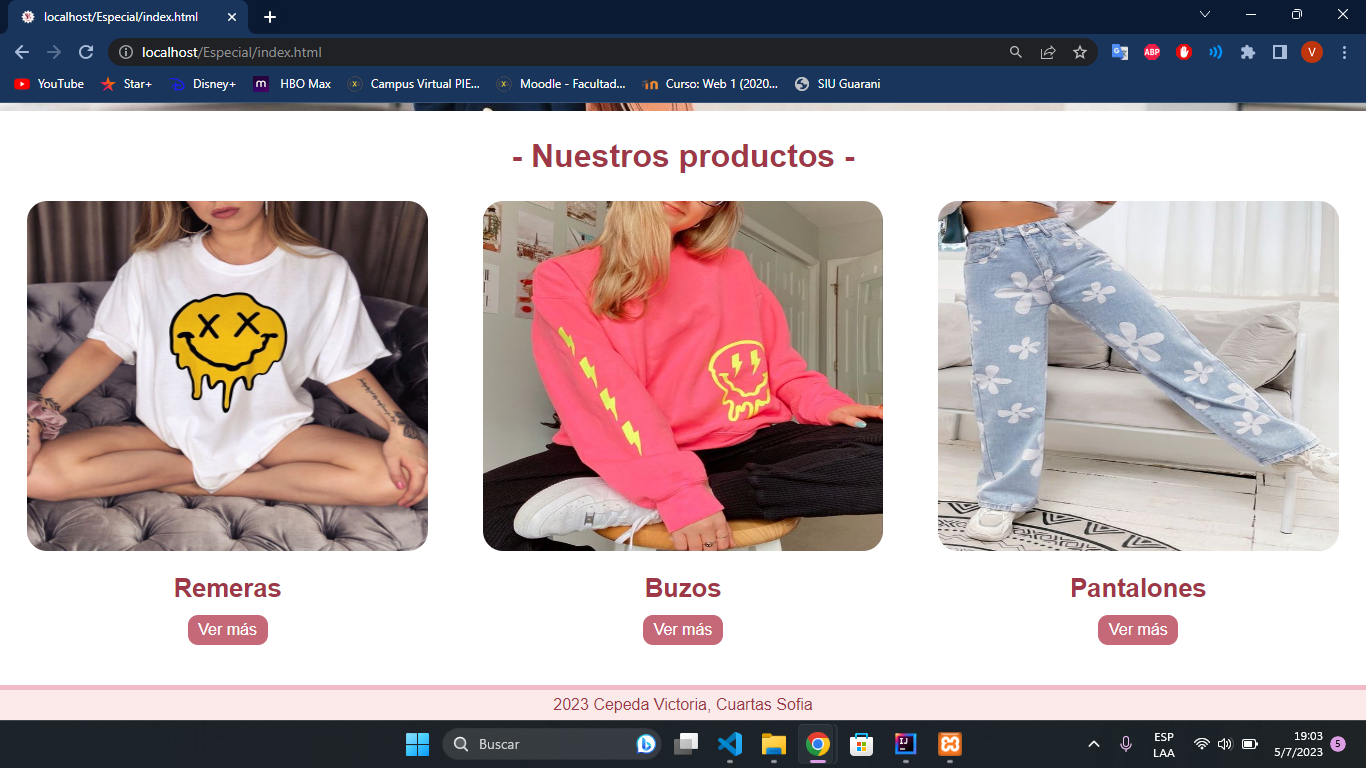 localhost/Especial/index.html
localhost/Especial/index.html
YouTube
Star+
Disney+
HBO Max
Campus Virtual PIE...
Moodle - Facultad...
Curso: Web 1 (2020...
SIU Guarani
- Nuestros productos -
Remeras
Buzos
Pantalones
Ver más
Ver más
Ver más
2023 Cepeda Victoria, Cuartas Sofia
Buscar
ESP
LAA
19:03
5/7/2023
5